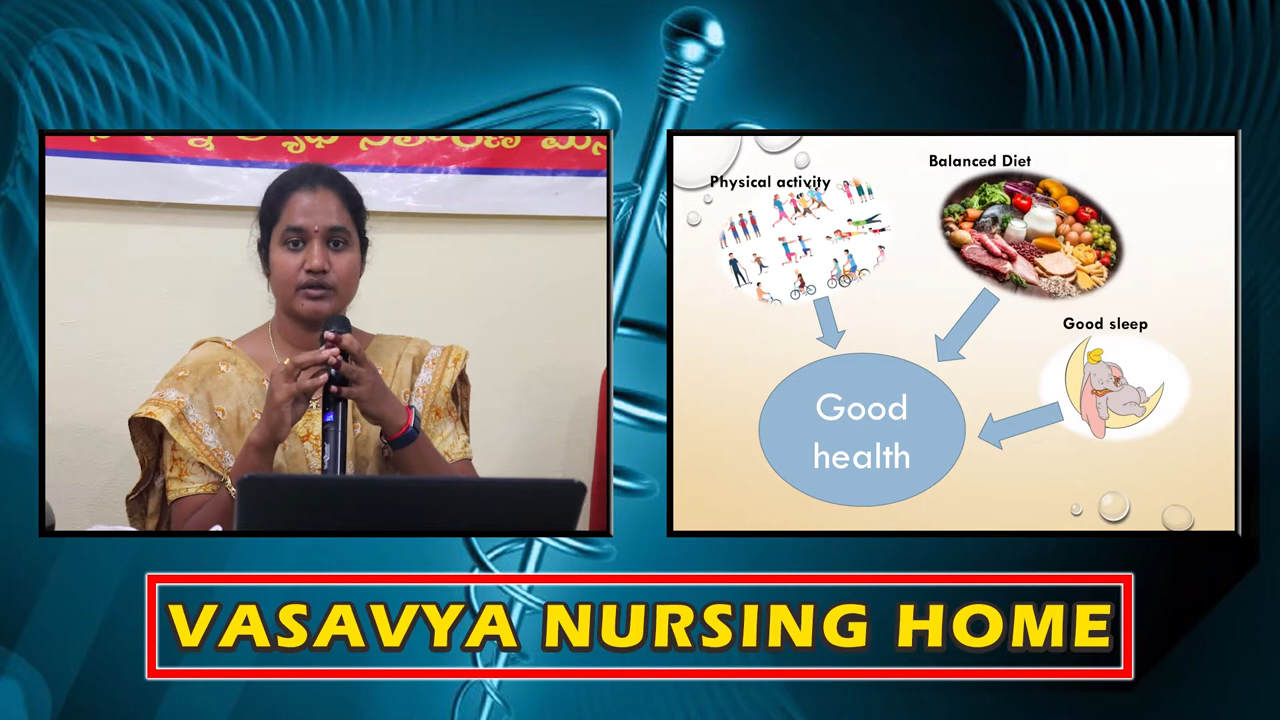 Physical activity
Balanced Diet
Good sleep
Good
health
VASAVYA NURSING HOME